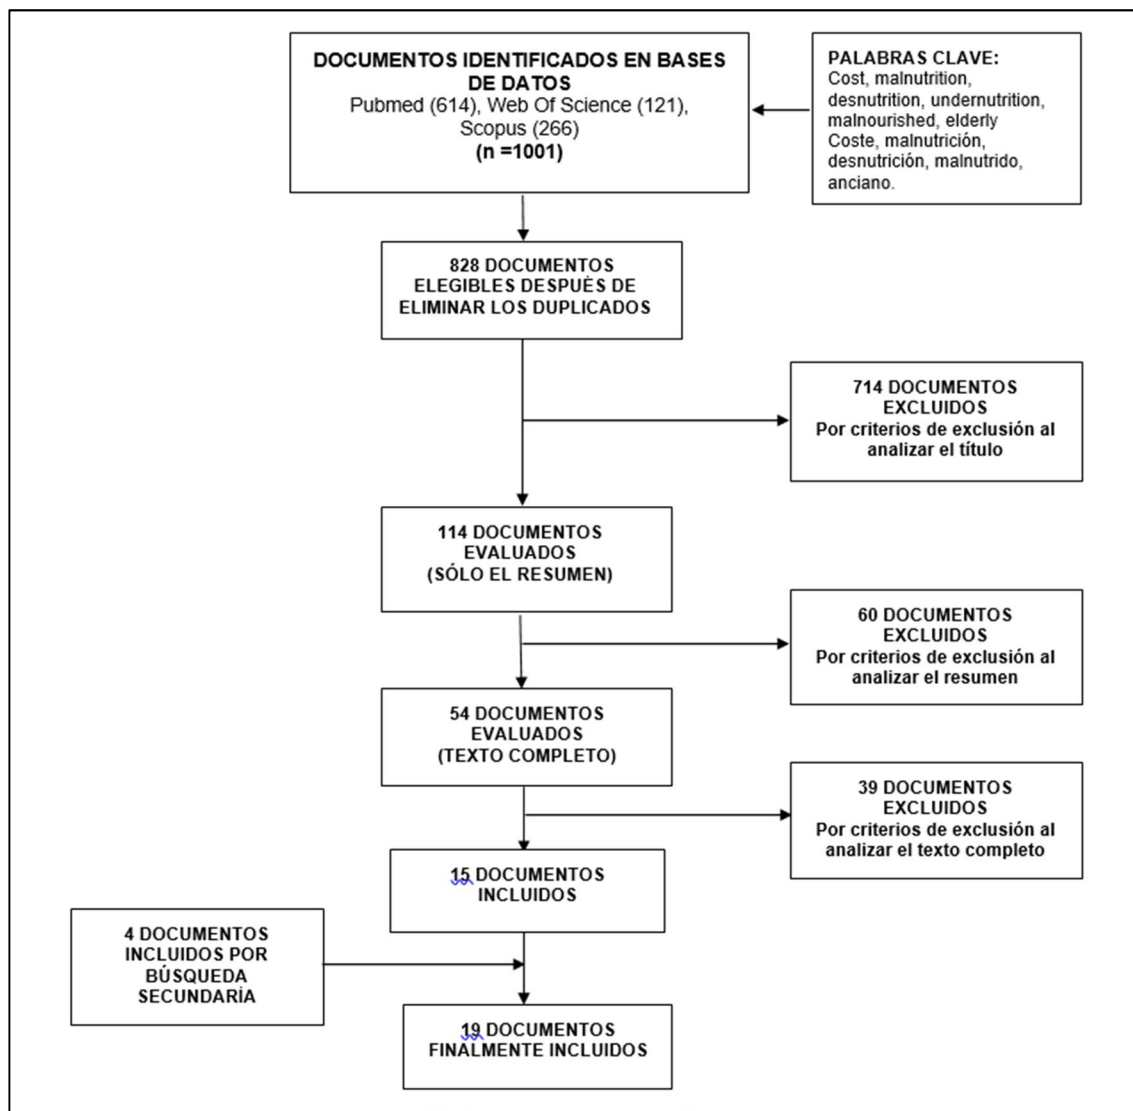 DOCUMENTOS IDENTIFICADOS EN BASES
DE DATOS
Pubmed (614), Web Of Science (121),
Scopus (266)
(n =1001)
PALABRAS CLAVE:
Cost, malnutrition,
desnutrition, undernutrition,
malnourished, elderly
Coste, malnutrición,
desnutrición, malnutrido,
anciano.
828 DOCUMENTOS
ELEGIBLES DESPUÉS DE
ELIMINAR LOS DUPLICADOS
714 DOCUMENTOS
EXCLUIDOS
Por criterios de exclusión al
analizar el título
114 DOCUMENTOS
EVALUADOS
(SÓLO EL RESUMEN)
60 DOCUMENTOS
EXCLUIDOS
Por criterios de exclusión al
analizar el resumen
54 DOCUMENTOS
EVALUADOS
(TEXTO COMPLETO)
39 DOCUMENTOS
EXCLUIDOS
Por criterios de exclusión al
analizar el texto completo
15 DOCUMENTOS
INCLUIDOS
4 DOCUMENTOS
INCLUIDOS POR
BÚSQUEDA
SECUNDARÍA
19 DOCUMENTOS
FINALMENTE INCLUIDOS